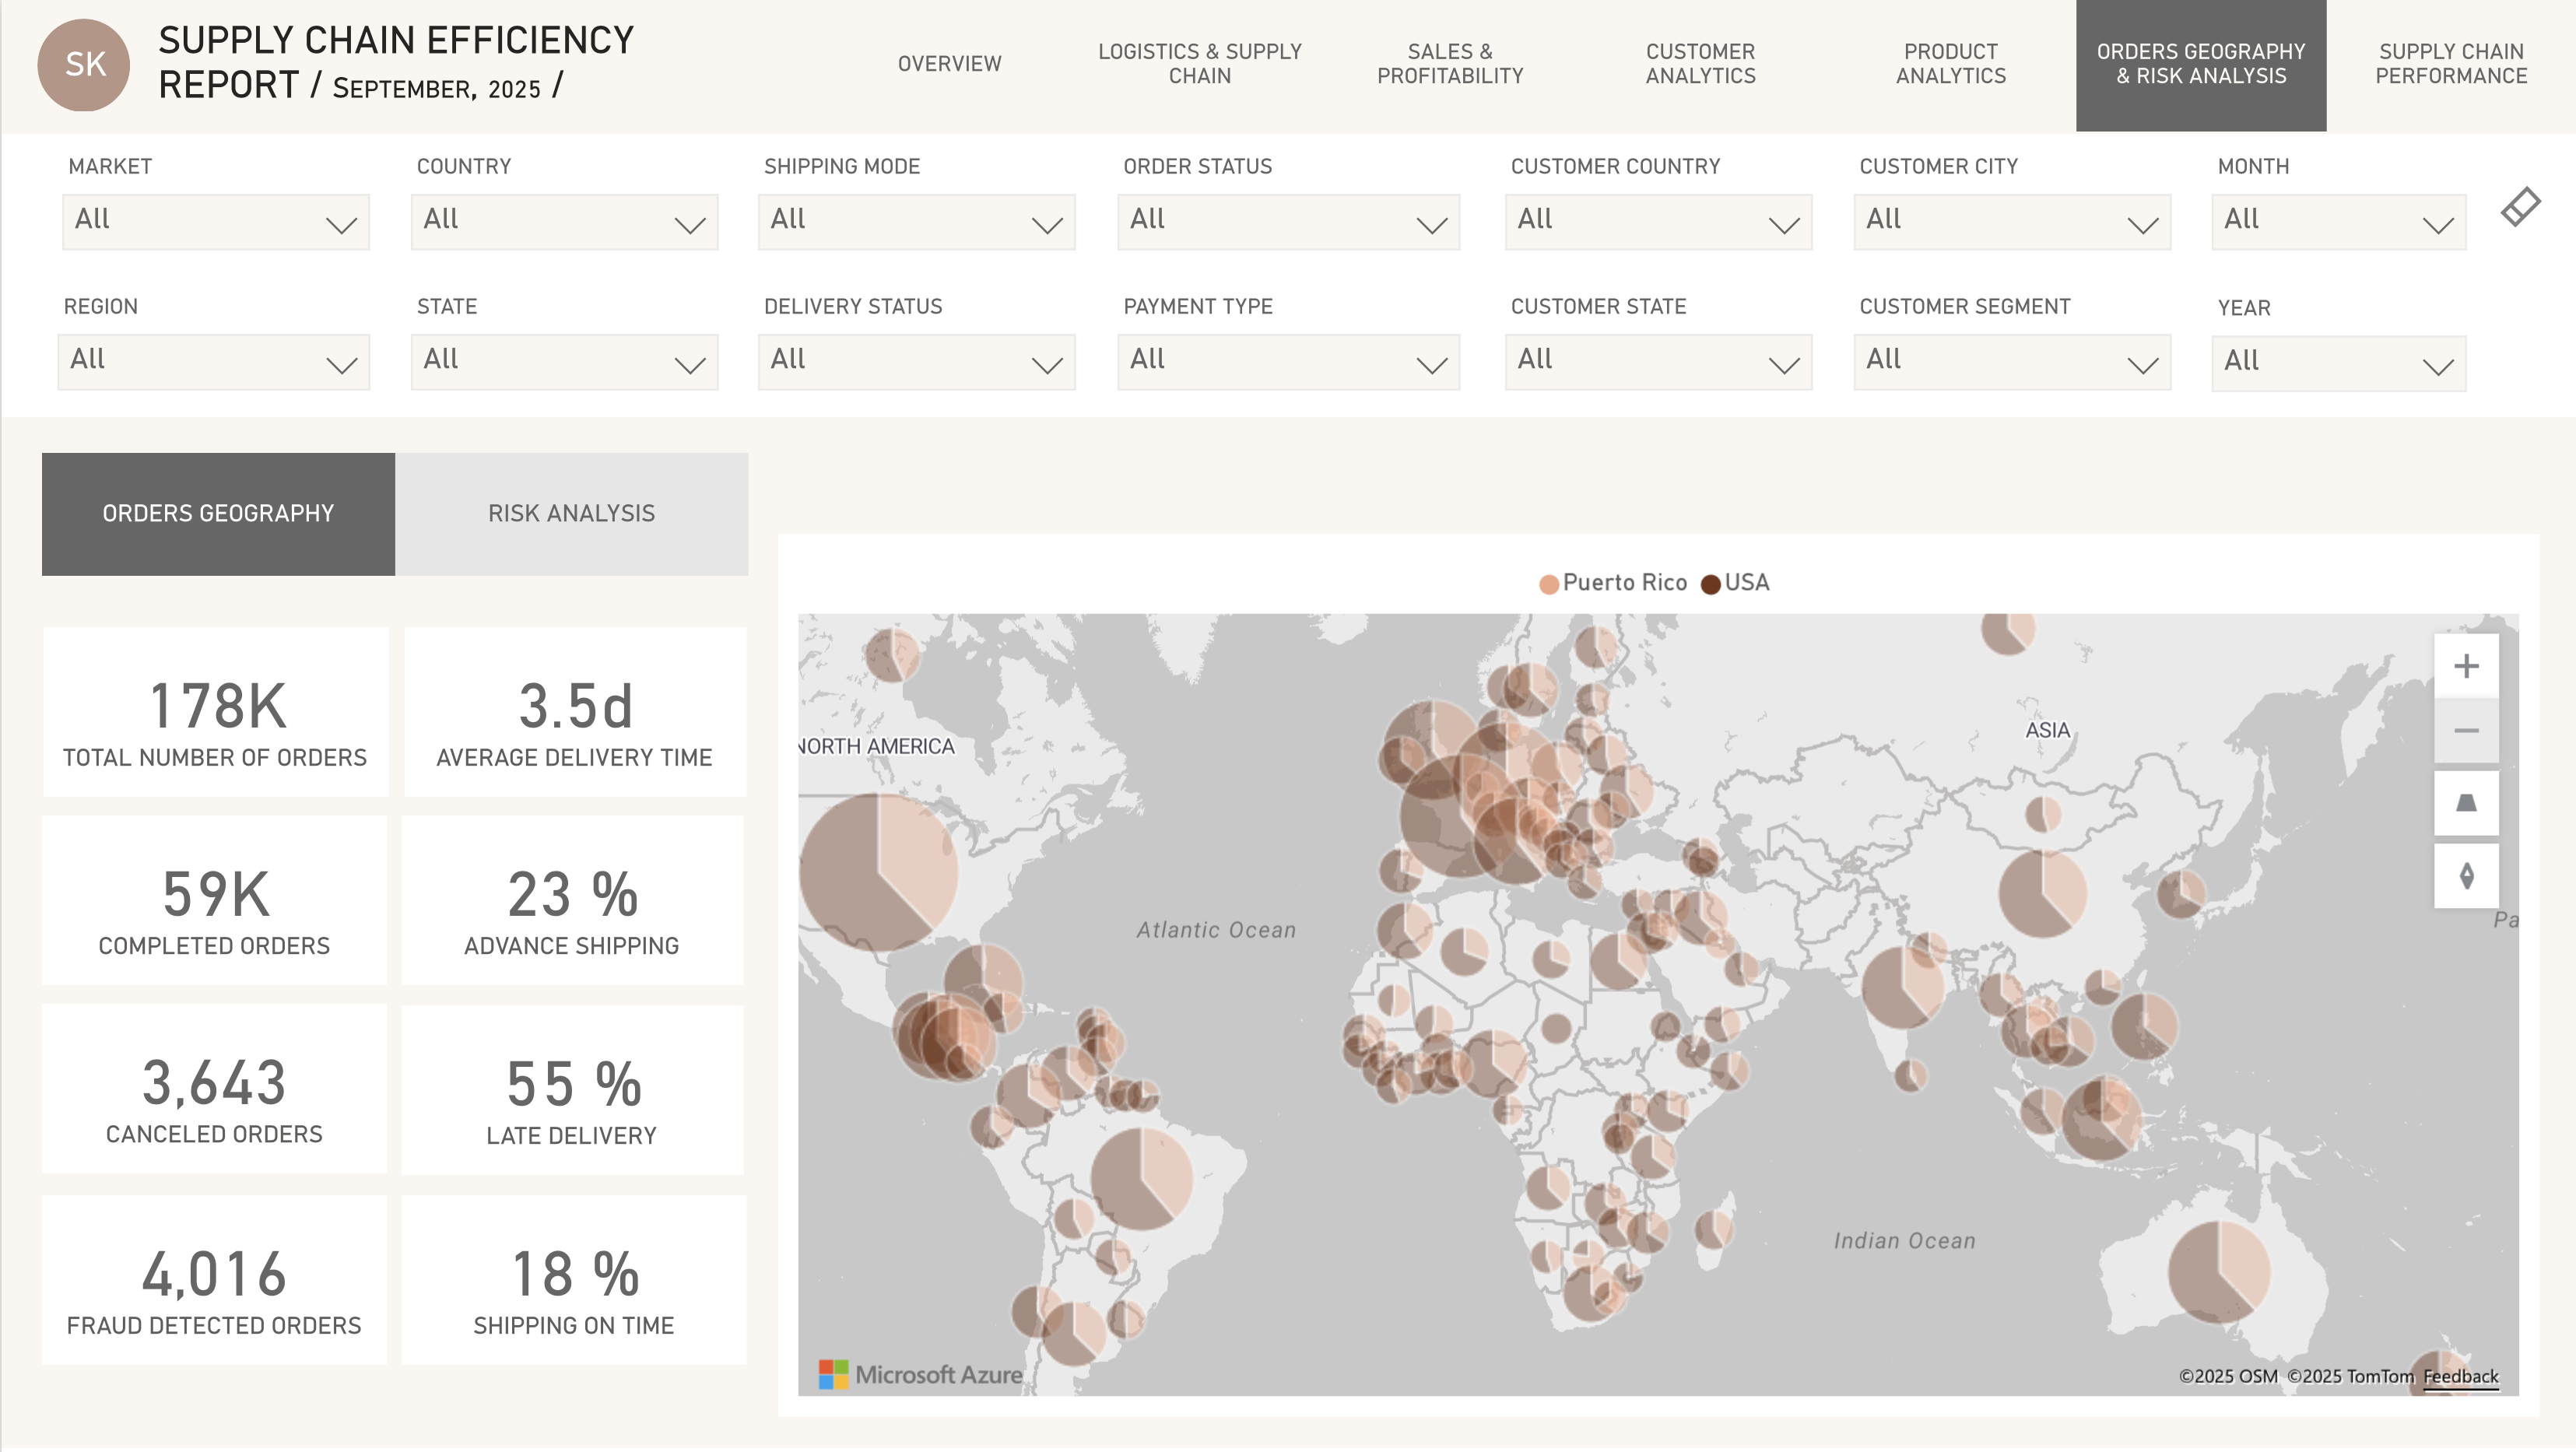 SK
SUPPLY CHAIN EFFICIENCY
REPORT / SEPTEMBER, 2025 /
OVERVIEW
LOGISTICS & SUPPLY
CHAIN
SALES &
PROFITABILITY
CUSTOMER
ANALYTICS
PRODUCT
ANALYTICS
ORDERS GEOGRAPHY
& RISK ANALYSIS
SUPPLY CHAIN
PERFORMANCE
MARKET
All
COUNTRY
All
SHIPPING MODE
All
ORDER STATUS
All
CUSTOMER COUNTRY
All
CUSTOMER CITY
All
MONTH
All
REGION
All
STATE
All
DELIVERY STATUS
All
PAYMENT TYPE
All
CUSTOMER STATE
All
CUSTOMER SEGMENT
All
YEAR
All
ORDERS GEOGRAPHY
RISK ANALYSIS
178K
TOTAL NUMBER OF ORDERS
3.5d
AVERAGE DELIVERY TIME
59K
COMPLETED ORDERS
23 %
ADVANCE SHIPPING
3,643
CANCELED ORDERS
55 %
LATE DELIVERY
4,016
FRAUD DETECTED ORDERS
18 %
SHIPPING ON TIME
Puerto Rico USA
NORTH AMERICA
ASIA
Atlantic Ocean
Pa
Indian Ocean
Microsoft Azure
©2025 OSM ©2025 TomTom Feedback